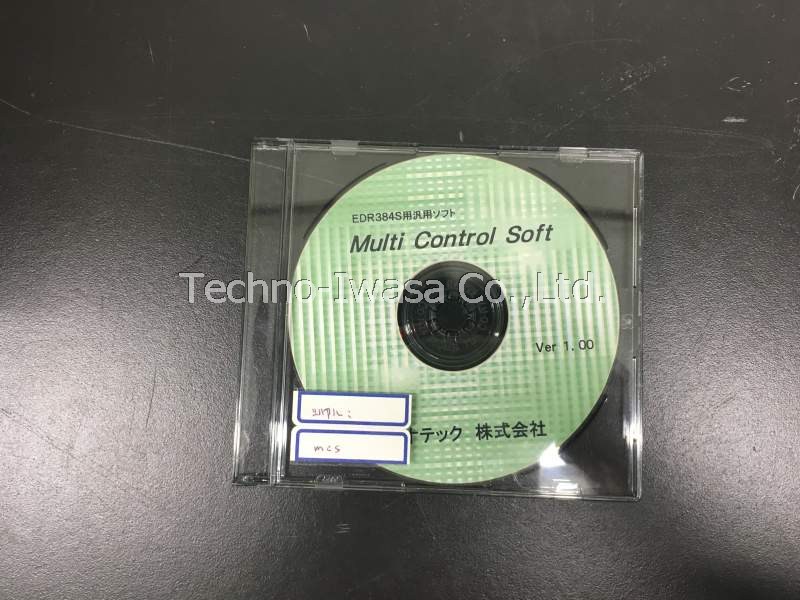 EDR384S用汎用ソフト
Multi Control Soft
Techno-Iwasa Co.,Ltd.
Ver 1.00
ナテック 株式会社
mcs